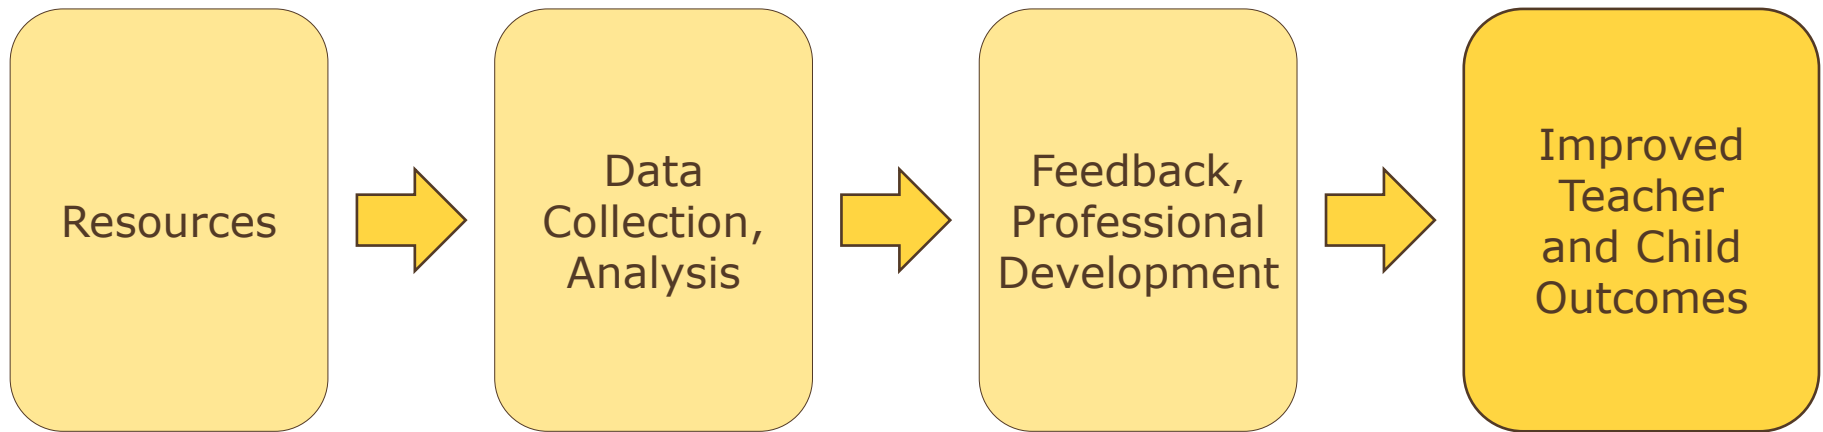 Resources
Data
Collection,
Analysis
Feedback,
Professional
Development
Improved
Teacher
and Child
Outcomes